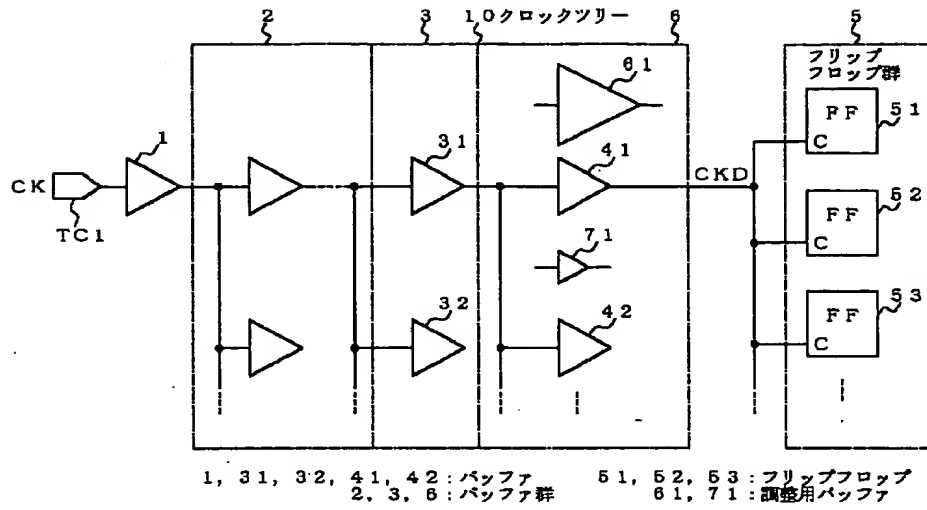 2
3
10クロックツリー
6
5
フリップ
フロップ群
61
FF
51
C
1
31
41
CK
CKD
TC1
FF
52
C
71
32
42
FF
53
C
1, 31, 32, 41, 42：バッファ
51, 52, 53：フリップフロップ
2, 3, 6：バッファ群
61, 71：調整用バッファ